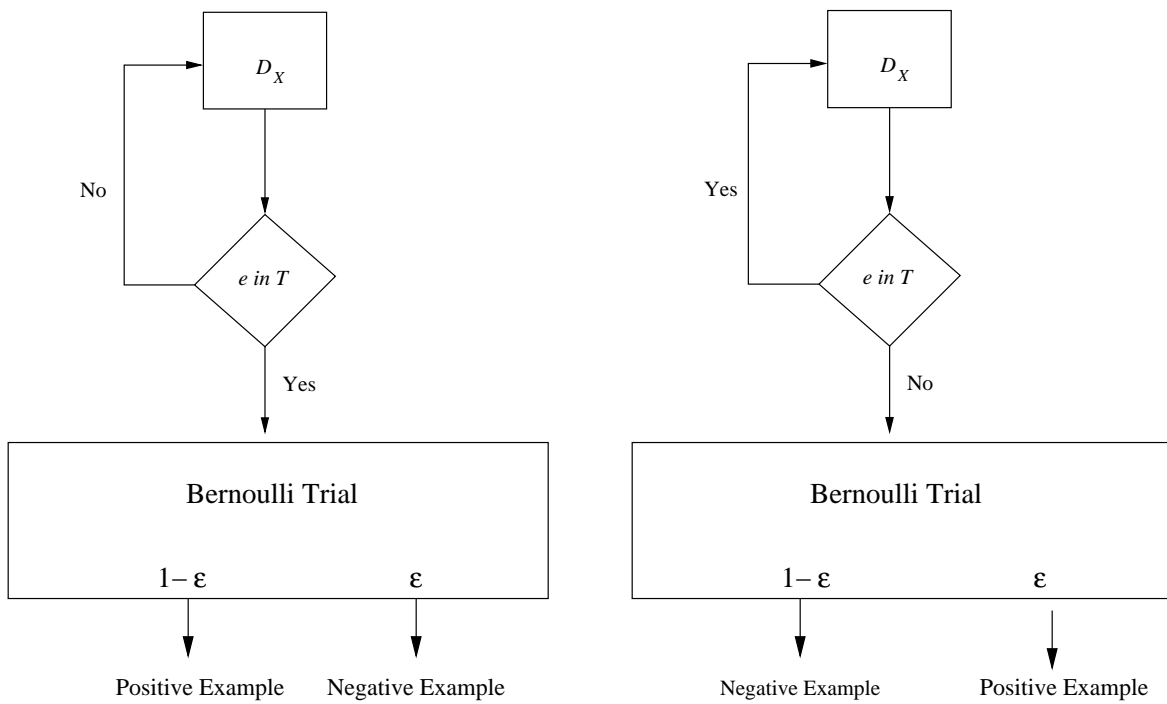 D_X
No
e in T
Yes
Bernoulli Trial
1– ε
ε
Positive Example
Negative Example
D_X
Yes
e in T
No
Bernoulli Trial
1– ε
ε
Negative Example
Positive Example